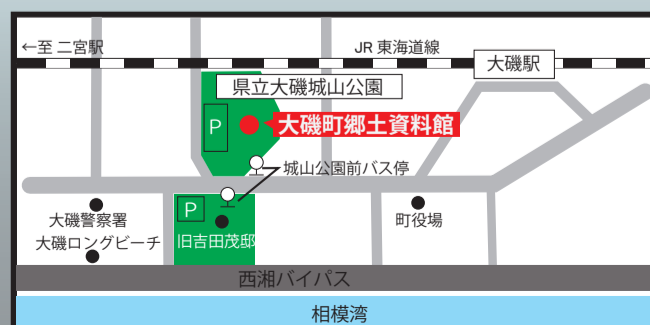 ←至 二宮駅
JR 東海道線
大磯駅
県立大磯城山公園
P
大磯町郷土資料館
城山公園前バス停
P
大磯警察署
旧吉田茂邸
町役場
大磯ロングビーチ
西湘バイパス
相模湾